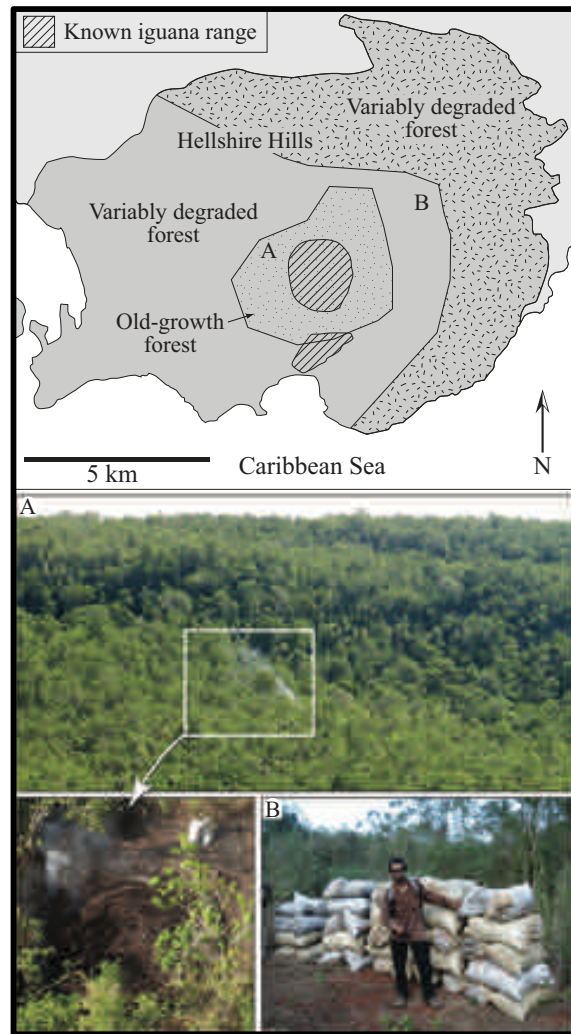 Known iguana range
Variably degraded
forest
Hellshire Hills
Variably degraded
forest
B
A
Old-growth
forest
5 km
Caribbean Sea
N
A
B